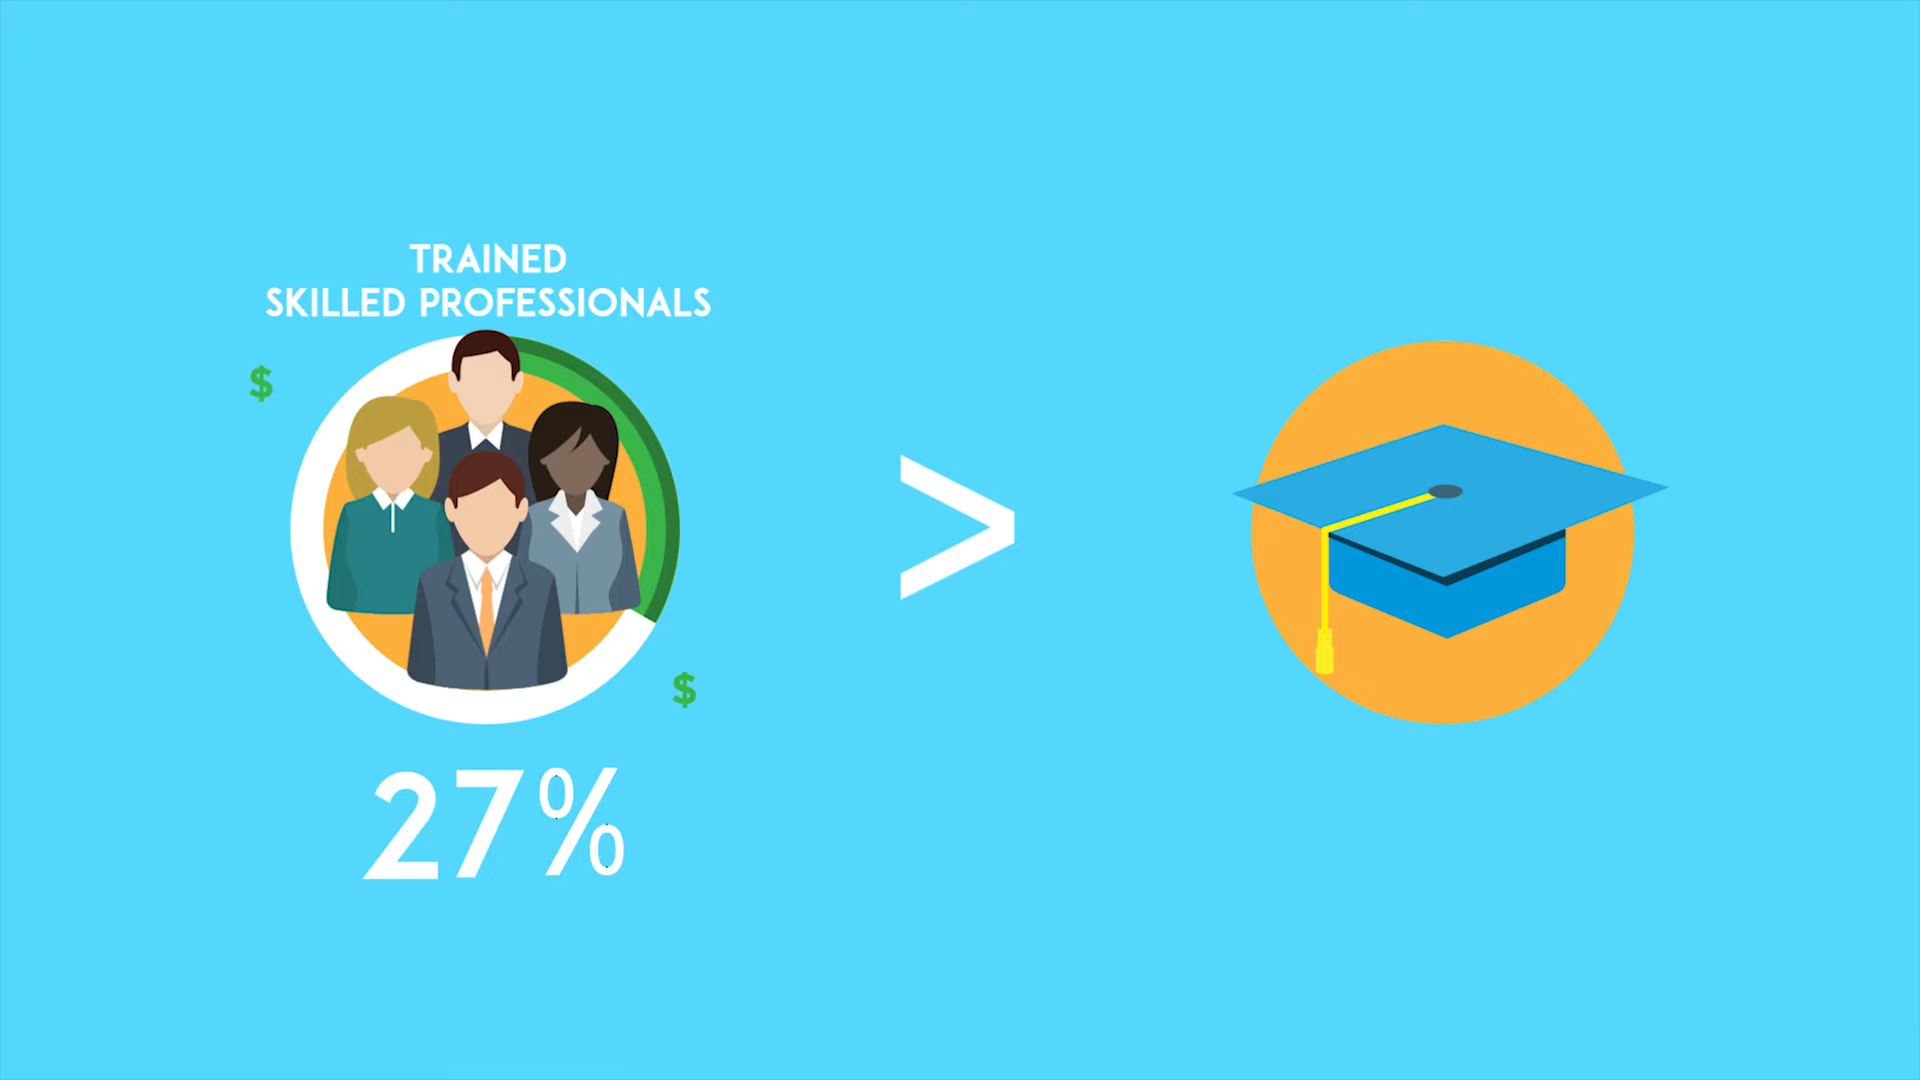 TRAINED
SKILLED PROFESSIONALS
$
>
$
27%